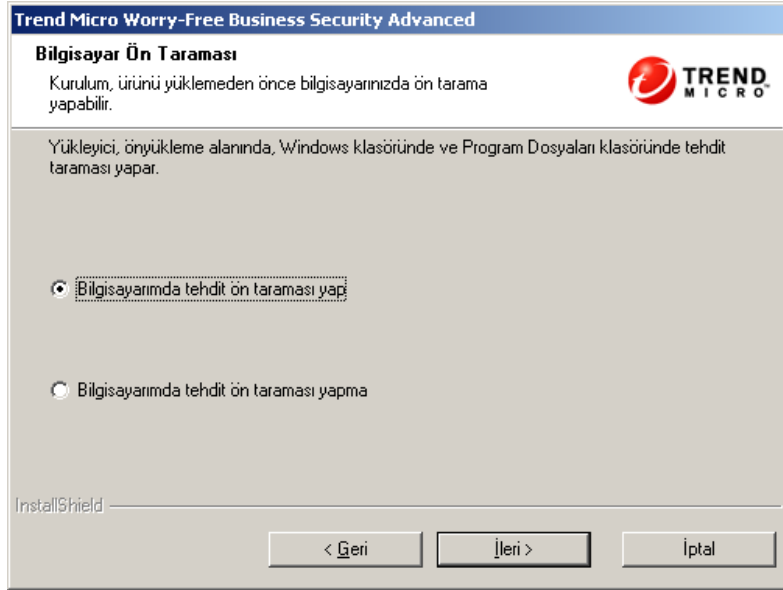 Trend Micro Worry-Free Business Security Advanced
Bilgisayar Ön Taraması
Kurulum, ürünü yüklemeden önce bilgisayarınızda ön tarama
yapabilir.
TREND
MICRO™
Yükleyici, önyükleme alanında, Windows klasöründe ve Program Dosyaları klasöründe tehdit
taraması yapar.
Bilgisayarımda tehdit ön taraması yap
Bilgisayarımda tehdit ön taraması yapma
InstallShield
< Geri
İleri >
İptal